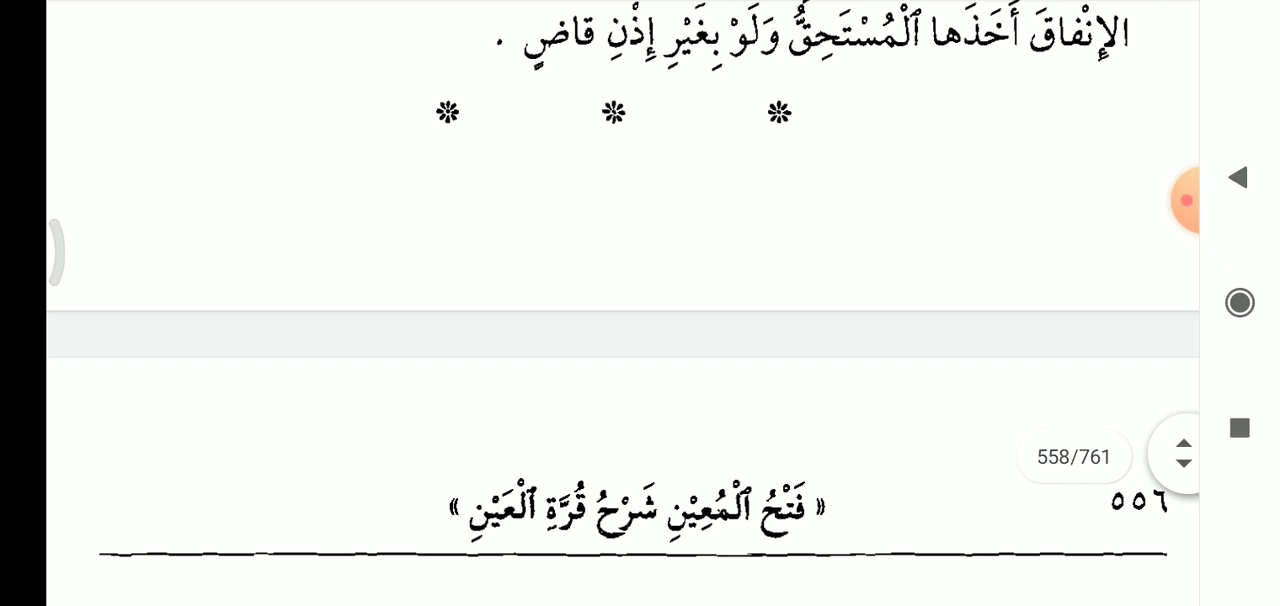 الإِنْفاقَ أَخَذَها ٱلْمُسْتَحِقُّ وَلَوْ بِغَيْرِ إِذْنِ قاضٍ .
558/761
٥٥٦
« فَتْحُ ٱلْمُعِيْنِ شَرْحُ قُرَّةِ ٱلْعَيْنِ »